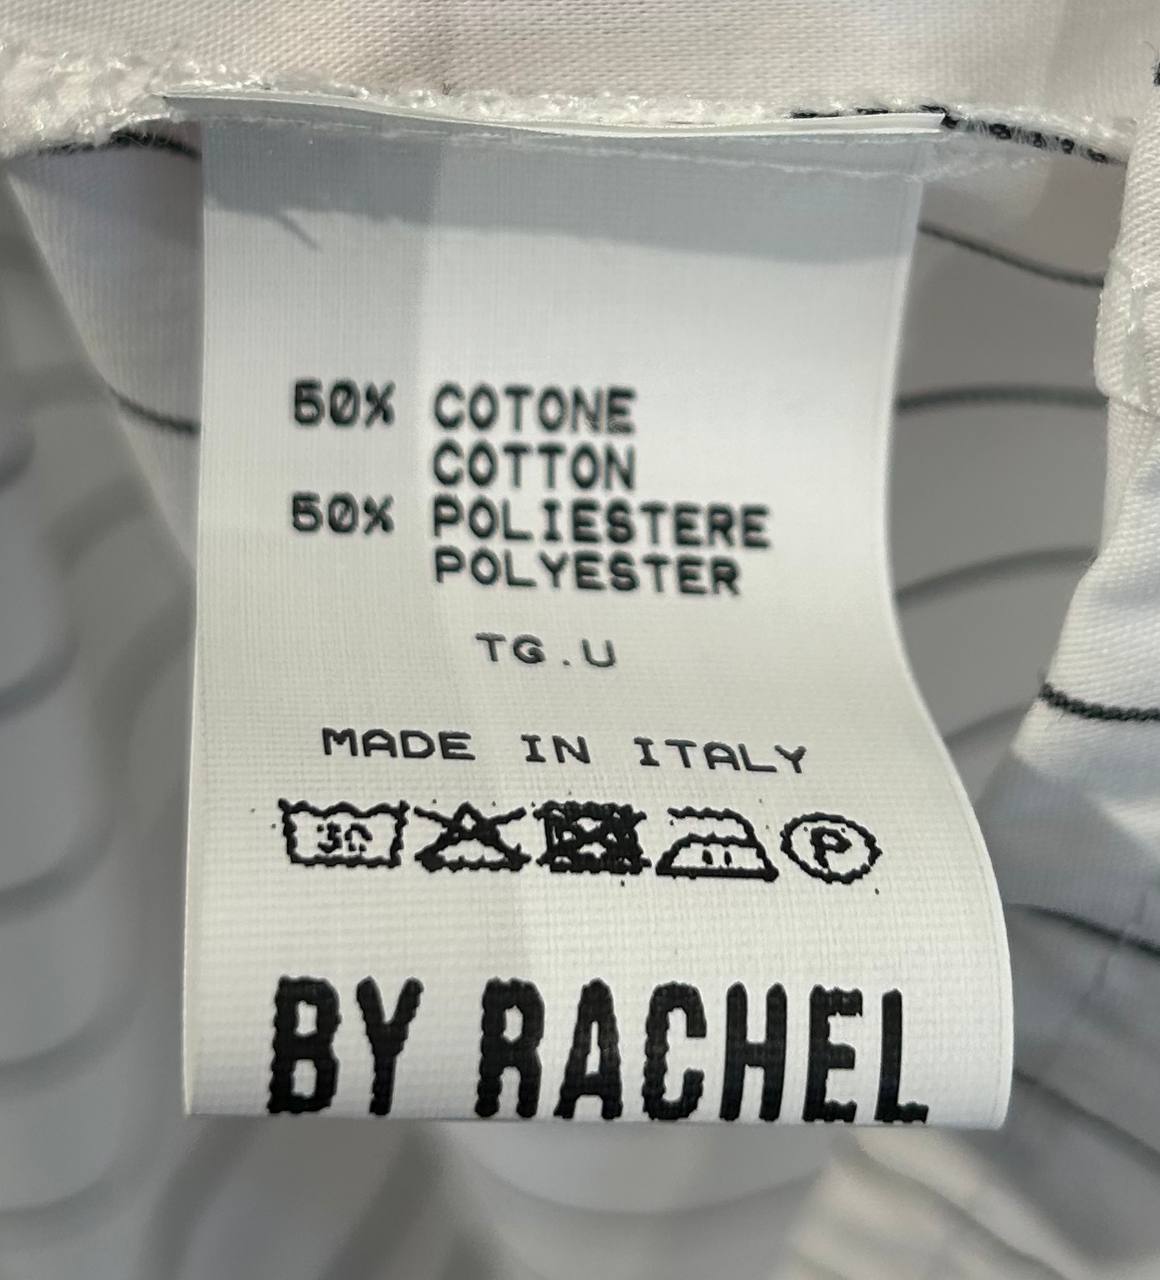 50% COTONE
COTTON
50% POLIESTERE
POLYESTER
TG.U
MADE IN ITALY
30 P
BY RACHEL